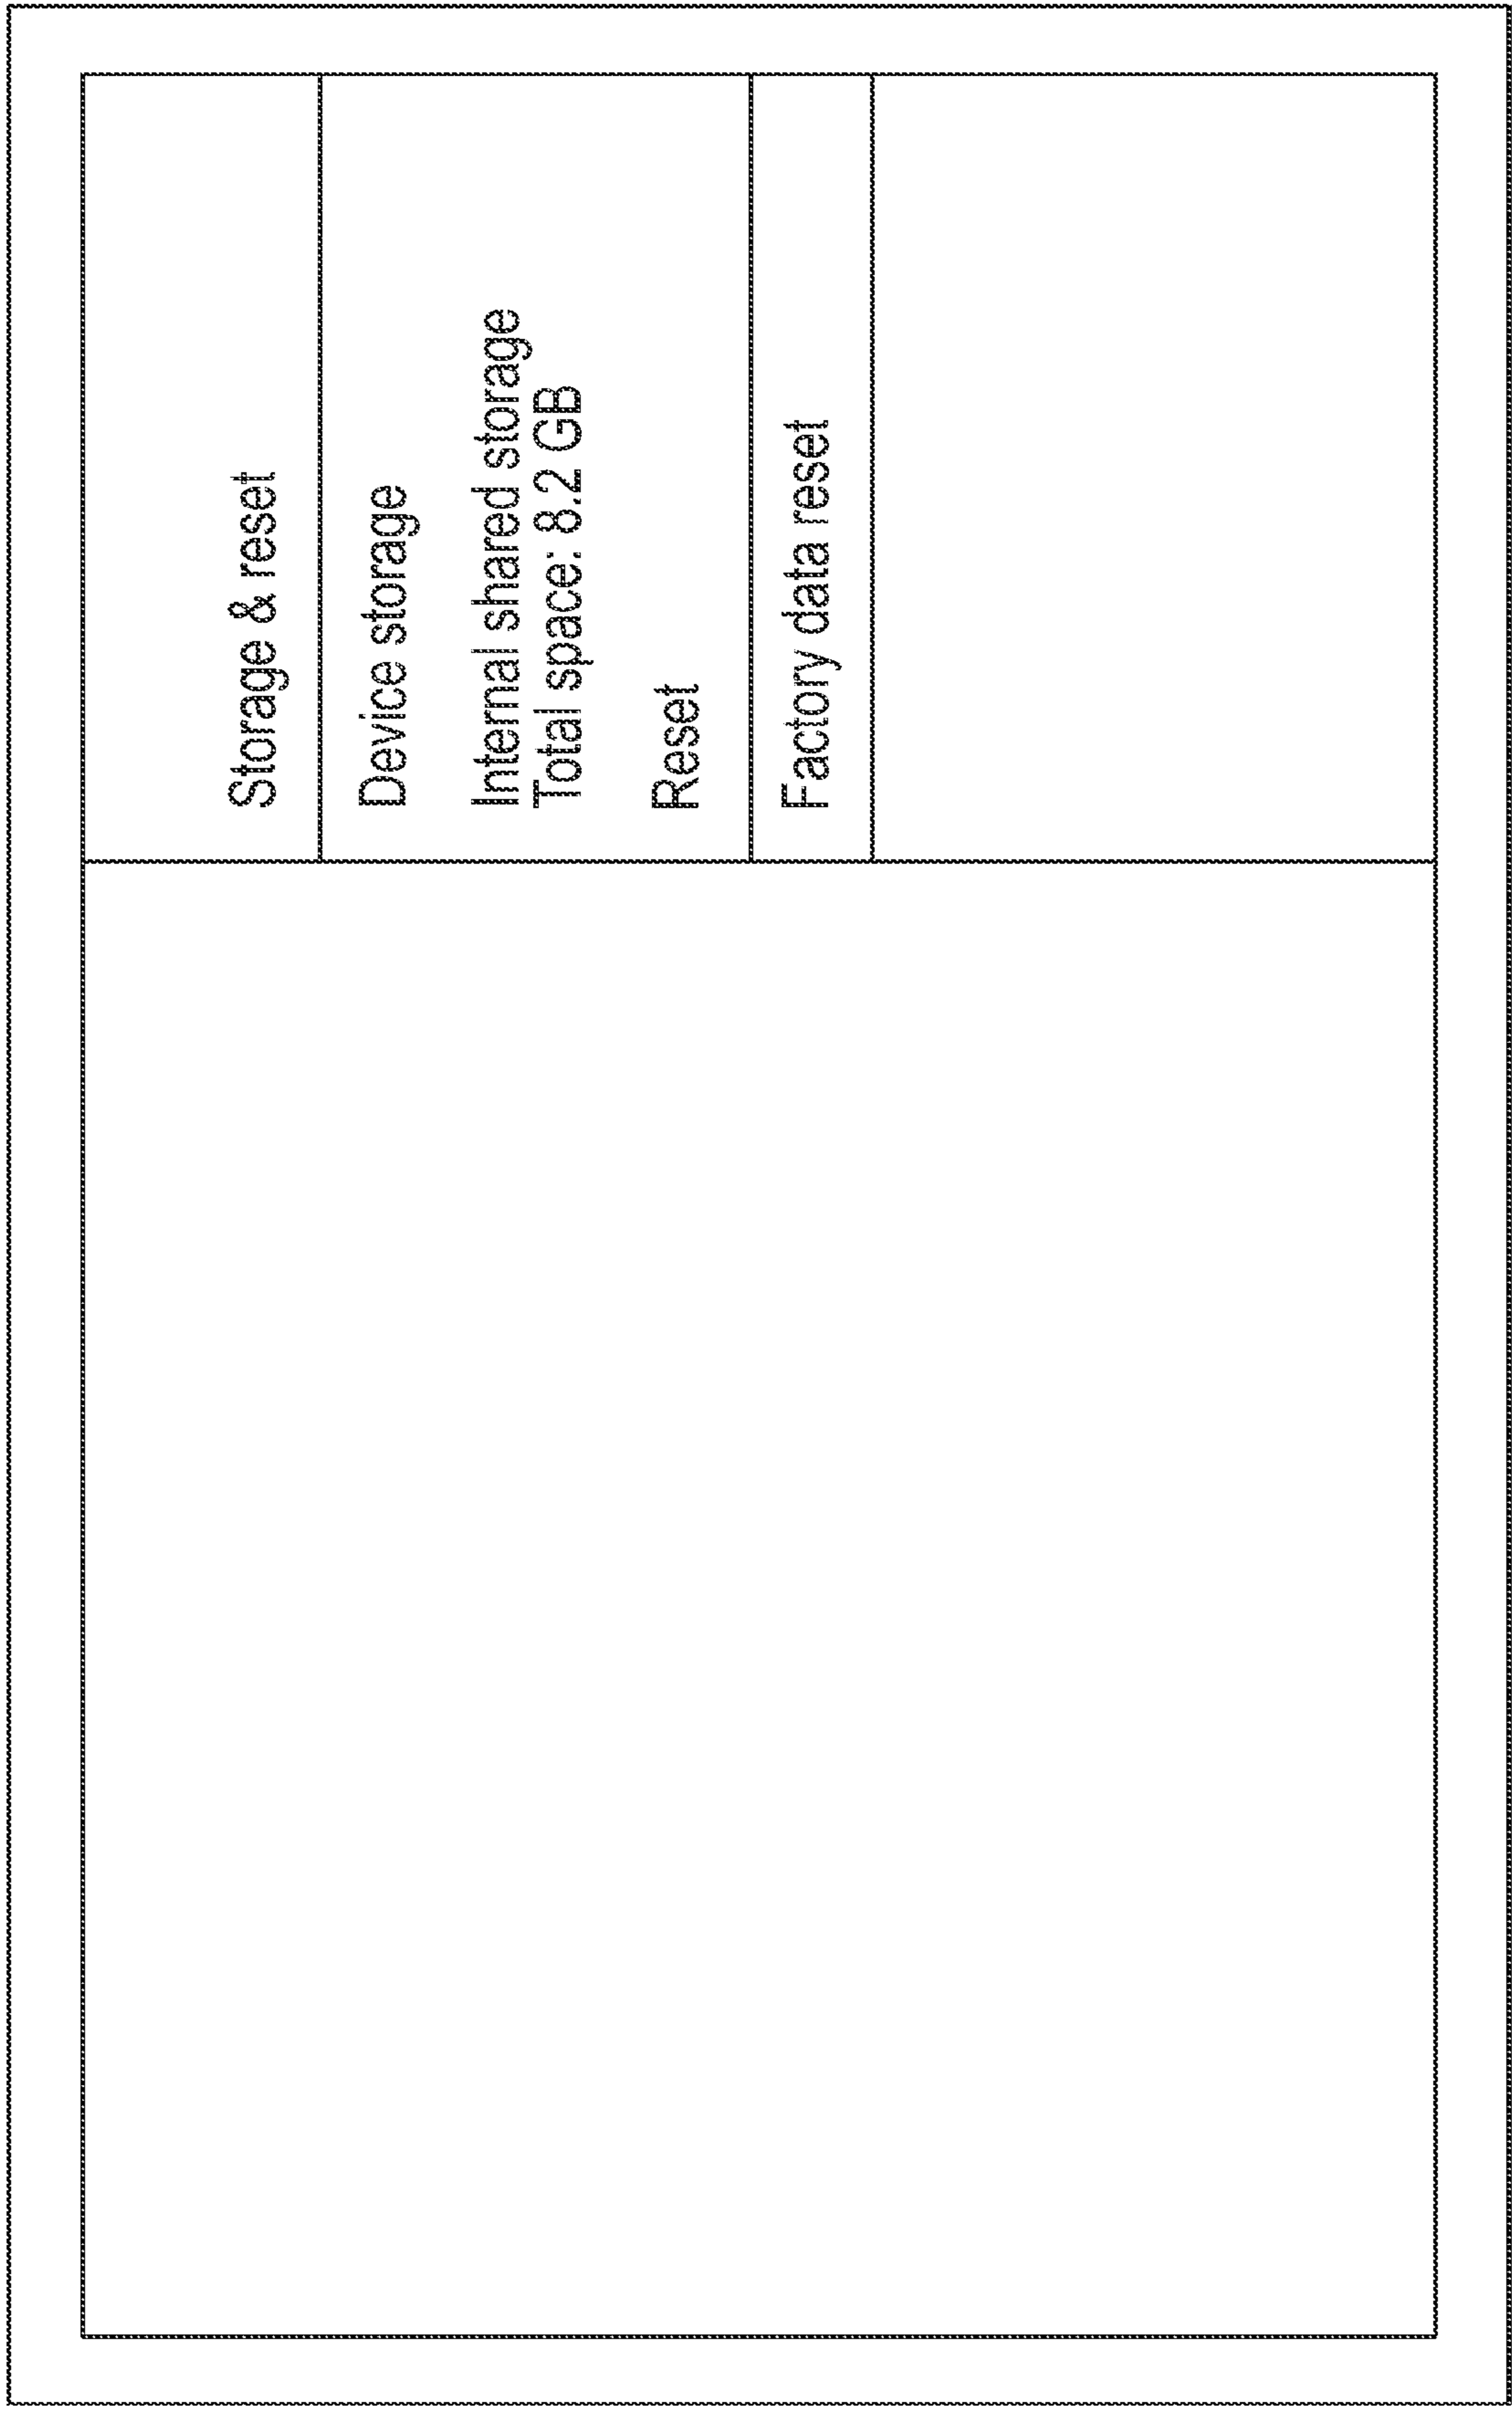 Storage & reset
Device storage
Internal shared storage
Total space: 8.2 GB
Reset
Factory data reset